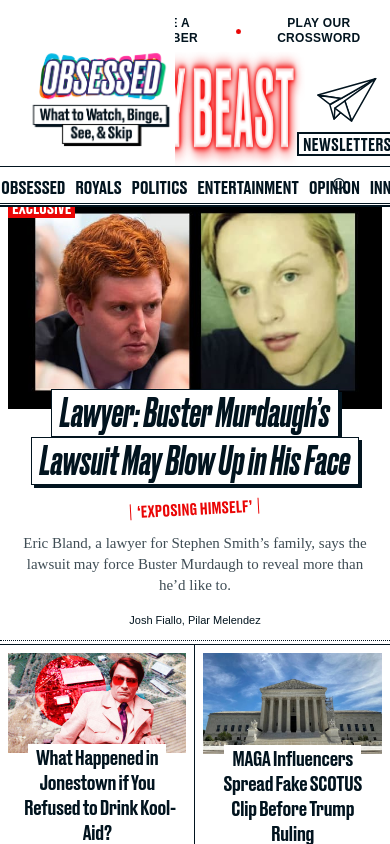 E A
BER
PLAY OUR
CROSSWORD
OBSESSED
What to Watch, Binge,
See, & Skip
Y BEAST
NEWSLETTERS
OBSESSED ROYALS POLITICS ENTERTAINMENT OPINION INN
EXCLUSIVE
Lawyer: Buster Murdaugh’s
Lawsuit May Blow Up in His Face
‘EXPOSING HIMSELF’
Eric Bland, a lawyer for Stephen Smith’s family, says the
lawsuit may force Buster Murdaugh to reveal more than
he’d like to.
Josh Fiallo, Pilar Melendez
What Happened in
Jonestown if You
Refused to Drink Kool-
Aid?
MAGA Influencers
Spread Fake SCOTUS
Clip Before Trump
Ruling